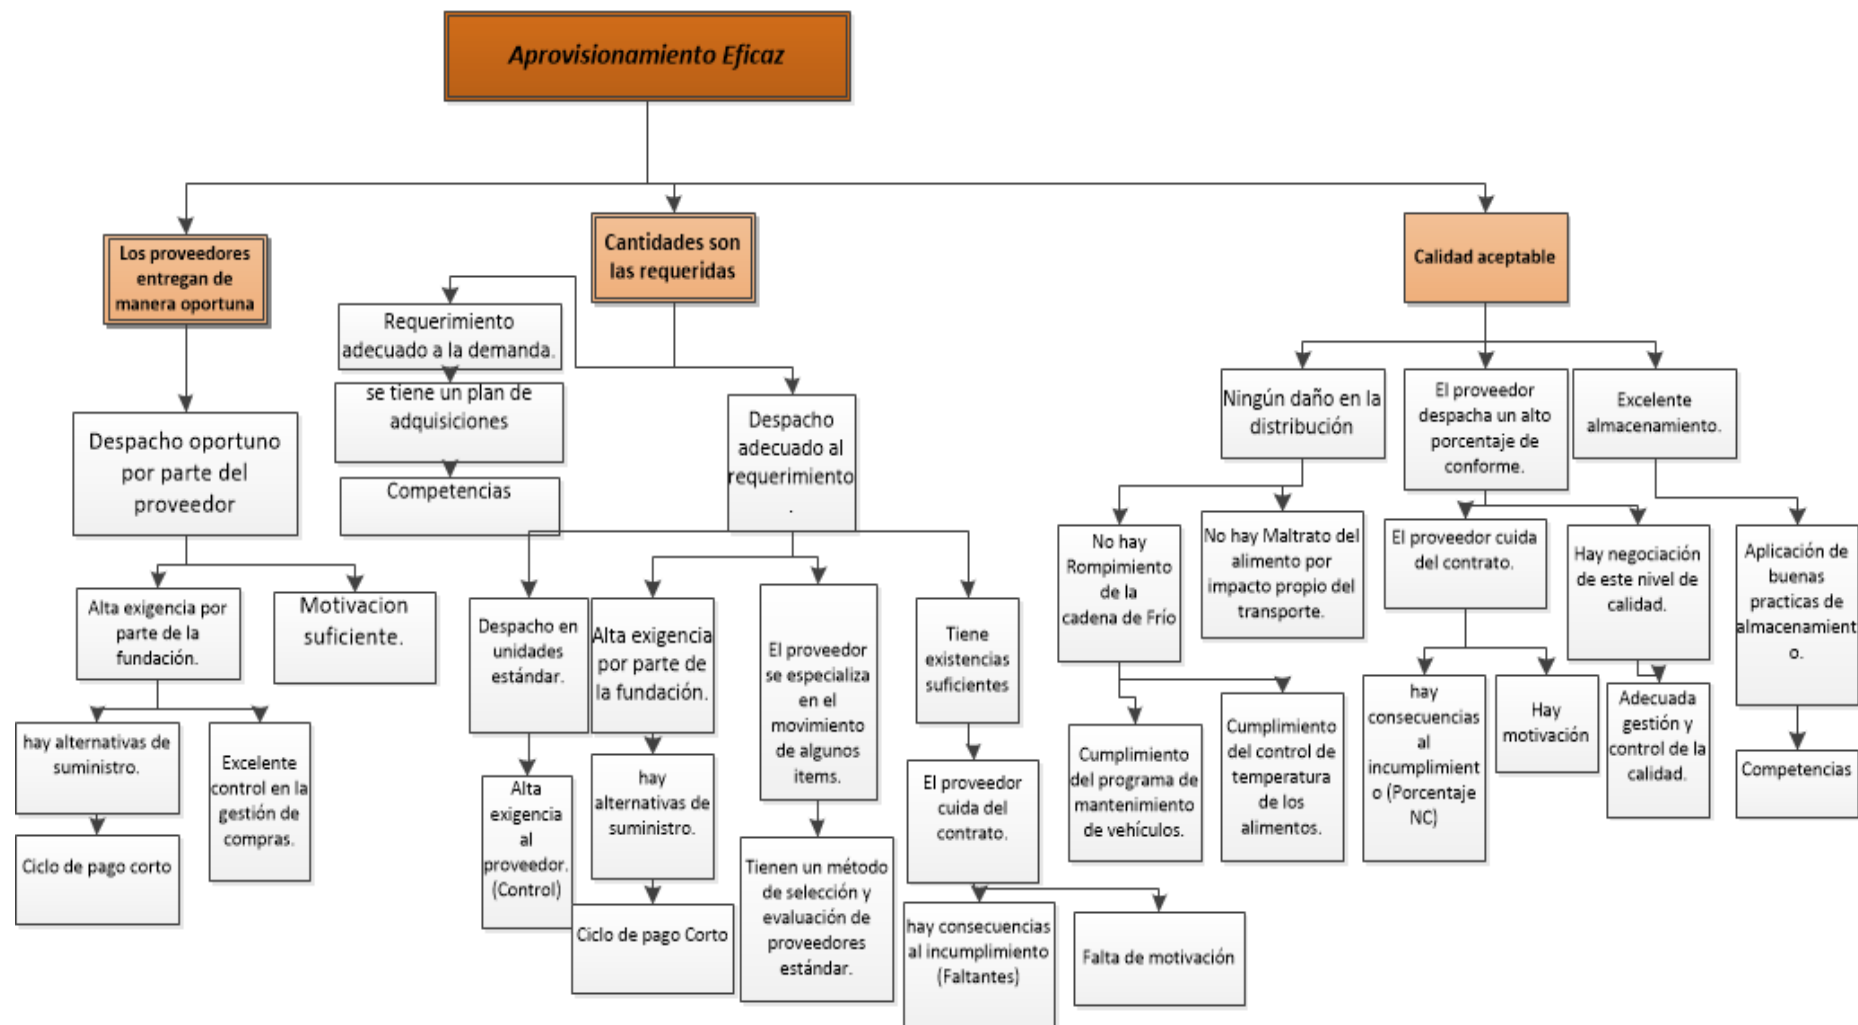 Aprovisionamiento Eficaz
Los proveedores
entregan de
manera oportuna
Cantidades son
las requeridas
Calidad aceptable
Requerimiento
adecuado a la demanda.
se tiene un plan de
adquisiciones
Competencias
Despacho oportuno
por parte del
proveedor
Despacho
adecuado al
requerimiento
.
Ningún daño en la
distribución
El proveedor
despacha un alto
porcentaje de
conforme.
Excelente
almacenamiento.
Alta exigencia por
parte de la
fundación.
Motivacion
suficiente.
Despacho en
unidades
estándar.
Alta exigencia
por parte de
la fundación.
El proveedor
se especializa
en el
movimiento
de algunos
items.
Tiene
existencias
suficientes
No hay
Rompimiento
de la
cadena de Frío
No hay Maltrato del
alimento por
impacto propio del
transporte.
El proveedor cuida
del contrato.
Hay negociación
de este nivel de
calidad.
Aplicación de
buenas
practicas de
almacenamient
o.
hay alternativas de
suministro.
Excelente
control en la
gestión de
compras.
Ciclo de pago corto
Alta
exigencia
al
proveedor.
(Control)
hay
alternativas de
suministro.
Ciclo de pago Corto
Tienen un método
de selección y
evaluación de
proveedores
estándar.
El proveedor
cuida del
contrato.
hay consecuencias
al incumplimiento
(Faltantes)
Falta de motivación
Cumplimiento
del programa de
mantenimiento
de vehículos.
Cumplimiento
del control de
temperatura
de los
alimentos.
hay
consecuencias
al
incumplimient
o (Porcentaje
NC)
Hay
motivación
Adecuada
gestión y
control de la
calidad.
Competencias